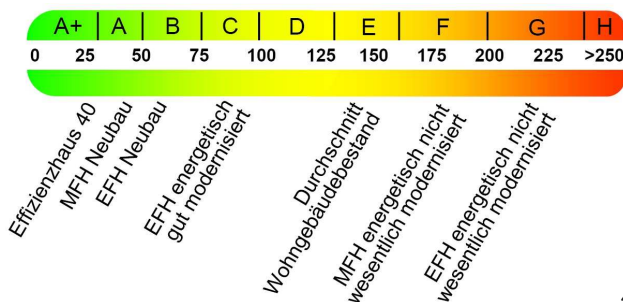 A+ A B C D E F G H
0 25 50 75 100 125 150 175 200 225 >250
Effizienzhaus 40
MFH Neubau
EFH Neubau
EFH energetisch
gut modernisiert
Durchschnitt
Wohngebäudebestand
MFH energetisch nicht
wesentlich modernisiert
EFH energetisch nicht
wesentlich modernisiert